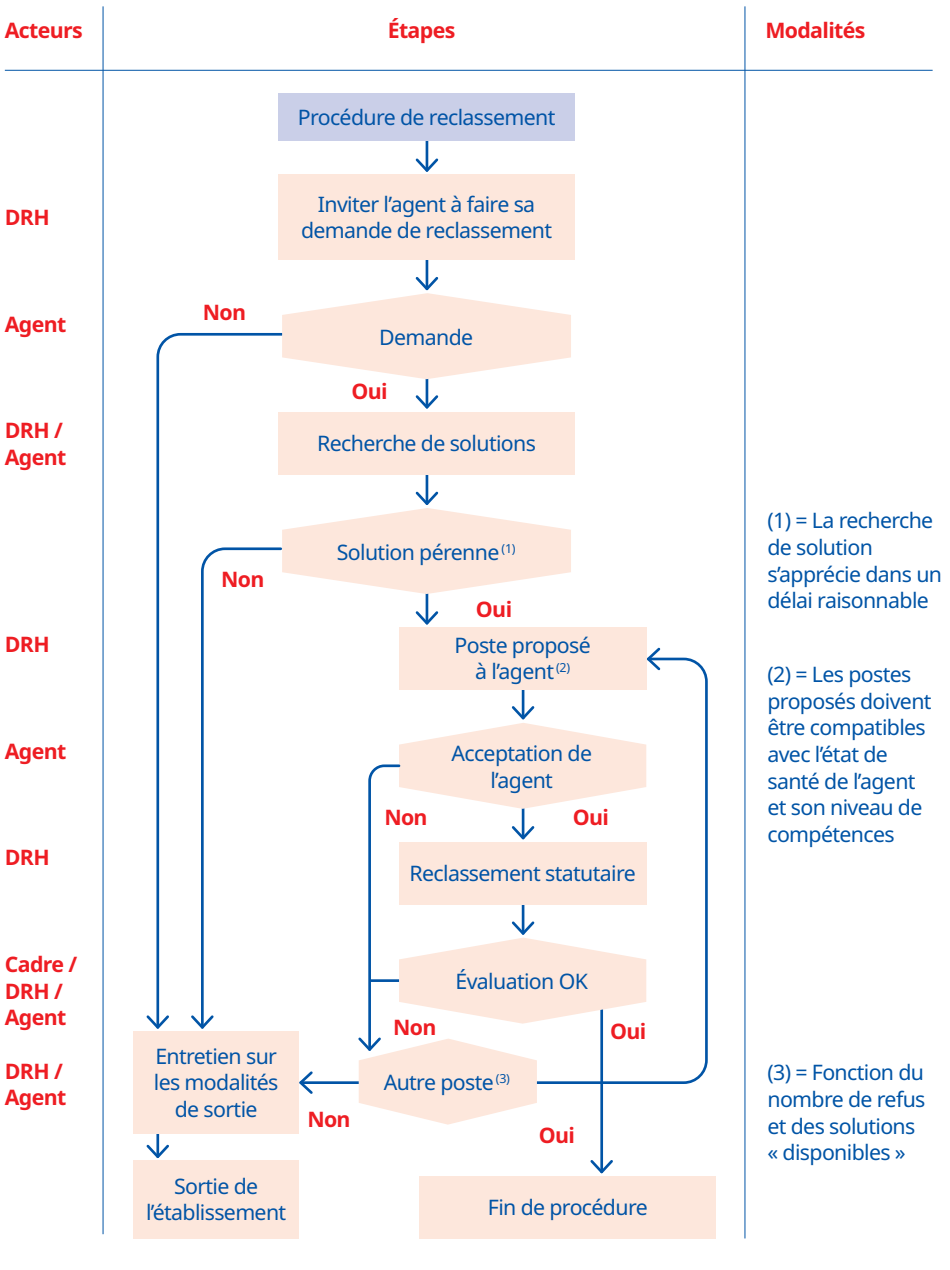 Acteurs
Étapes
Modalités
Procédure de reclassement
DRH
Inviter l'agent à faire sa
demande de reclassement
Agent
Non
Demande
Oui
DRH /
Agent
Recherche de solutions
Solution pérenne (1)
Non
Oui
(1) = La recherche
de solution
s'apprécie dans un
délai raisonnable
DRH
Poste proposé
à l'agent (2)
(2) = Les postes
proposés doivent
être compatibles
avec l'état de
santé de l'agent
et son niveau de
compétences
Agent
Acceptation de
l'agent
Non
Oui
DRH
Reclassement statutaire
Cadre /
DRH /
Agent
Évaluation OK
Non
Oui
DRH /
Agent
Entretien sur
les modalités
de sortie
Autre poste (3)
Non
Oui
(3) = Fonction du
nombre de refus
et des solutions
« disponibles »
Sortie de
l'établissement
Fin de procédure